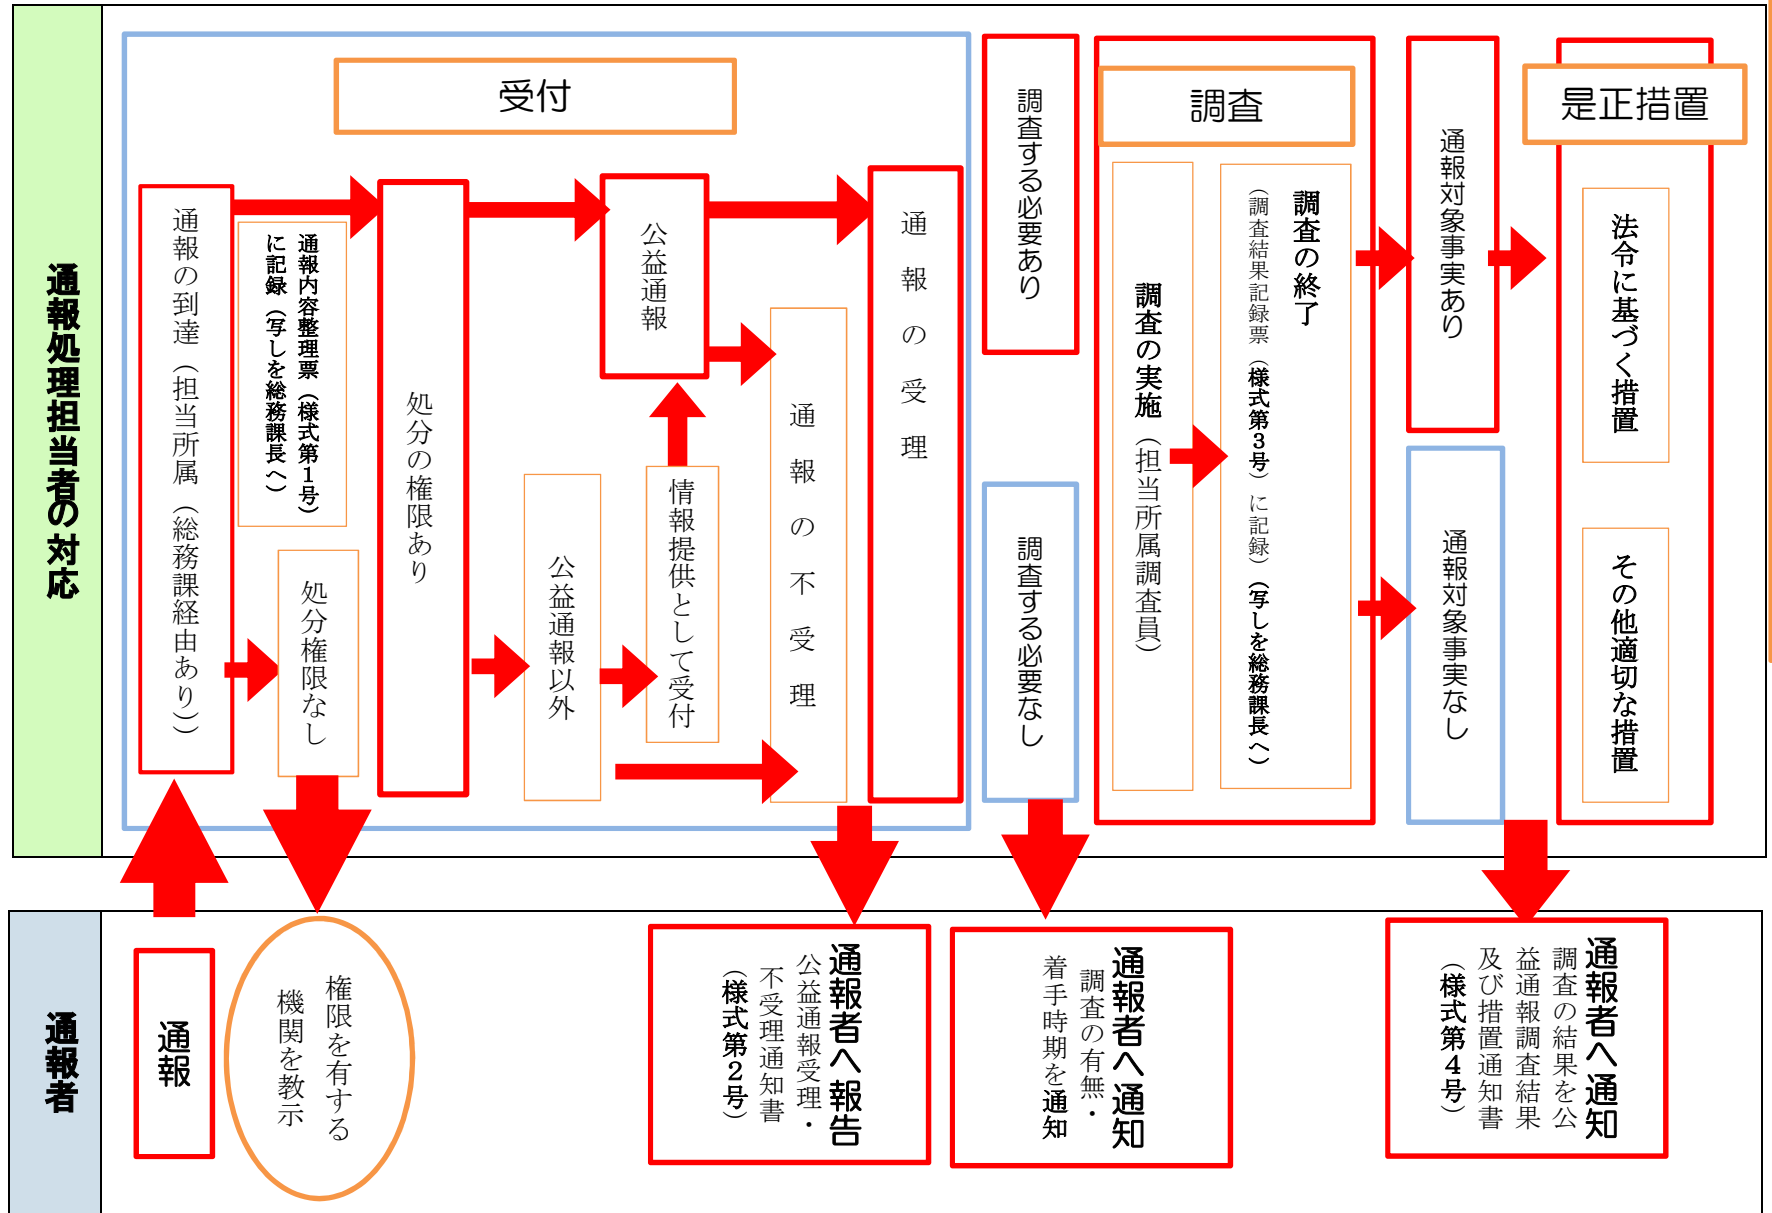 通報処理担当者の対応
受付
通報の到達（担当所属（総務課経由あり））
通報内容整理票（様式第１号）
に記録（写しを総務課長へ）
処分権限なし
処分の権限あり
公益通報
公益通報以外
情報提供として受付
通報の不受理
通報の受理
調査する必要あり
調査する必要なし
調査
調査の実施（担当所属調査員）
調査の終了
（調査結果記録票（様式第３号）に記録）（写しを総務課長へ）
通報対象事実あり
通報対象事実なし
是正措置
法令に基づく措置
その他適切な措置
通報者
通報
権限を有する
機関を教示
通報者へ報告
公益通報受理・
不受理通知書
（様式第２号）
通報者へ通知
調査の有無・
着手時期を通知
通報者へ通知
調査の結果を公
益通報調査結果
及び措置通知書
（様式第４号）